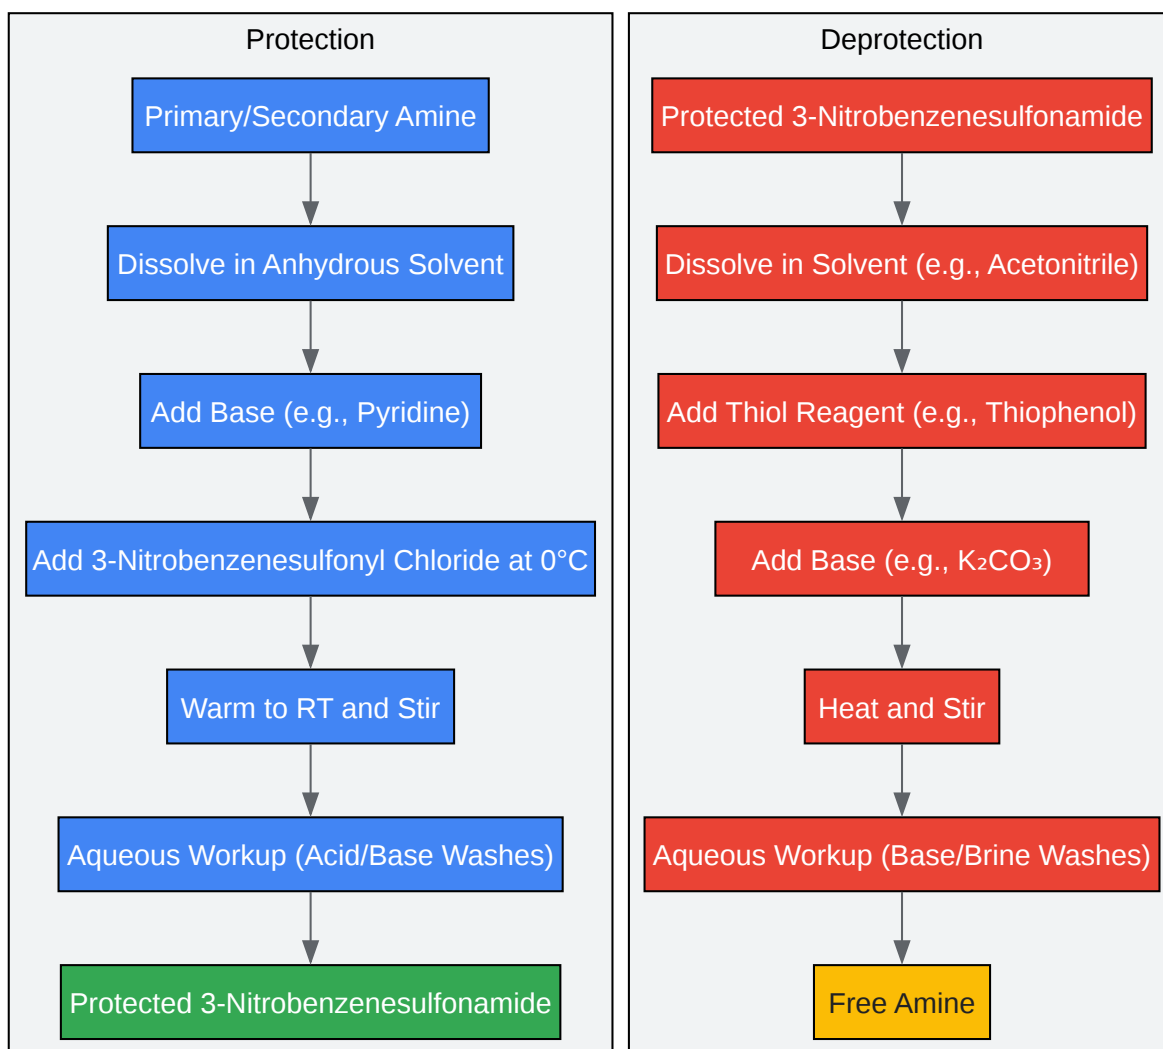 Protection
Primary/Secondary Amine
Dissolve in Anhydrous Solvent
Add Base (e.g., Pyridine)
Add 3-Nitrobenzenesulfonyl Chloride at 0°C
Warm to RT and Stir
Aqueous Workup (Acid/Base Washes)
Protected 3-Nitrobenzenesulfonamide
Deprotection
Protected 3-Nitrobenzenesulfonamide
Dissolve in Solvent (e.g., Acetonitrile)
Add Thiol Reagent (e.g., Thiophenol)
Add Base (e.g., K₂CO₃)
Heat and Stir
Aqueous Workup (Base/Brine Washes)
Free Amine